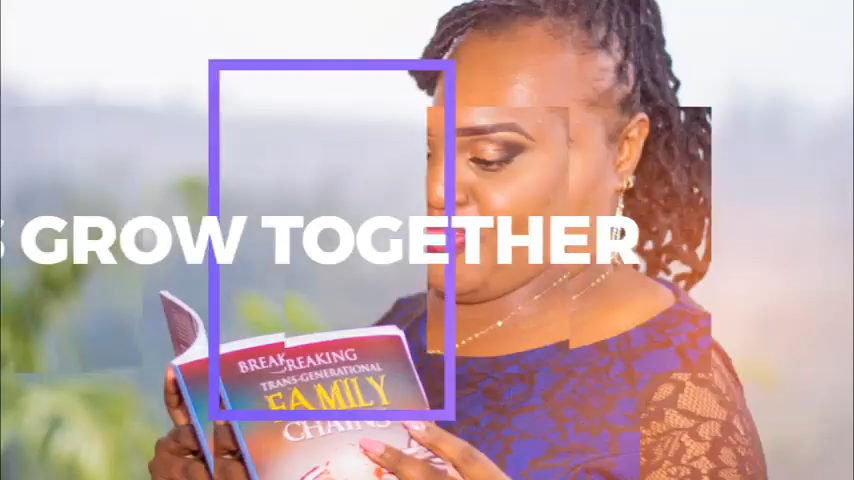 GROW TOGETHER
BREAKING
TRANS-GENERATIONAL
FAMILY
CHAINS